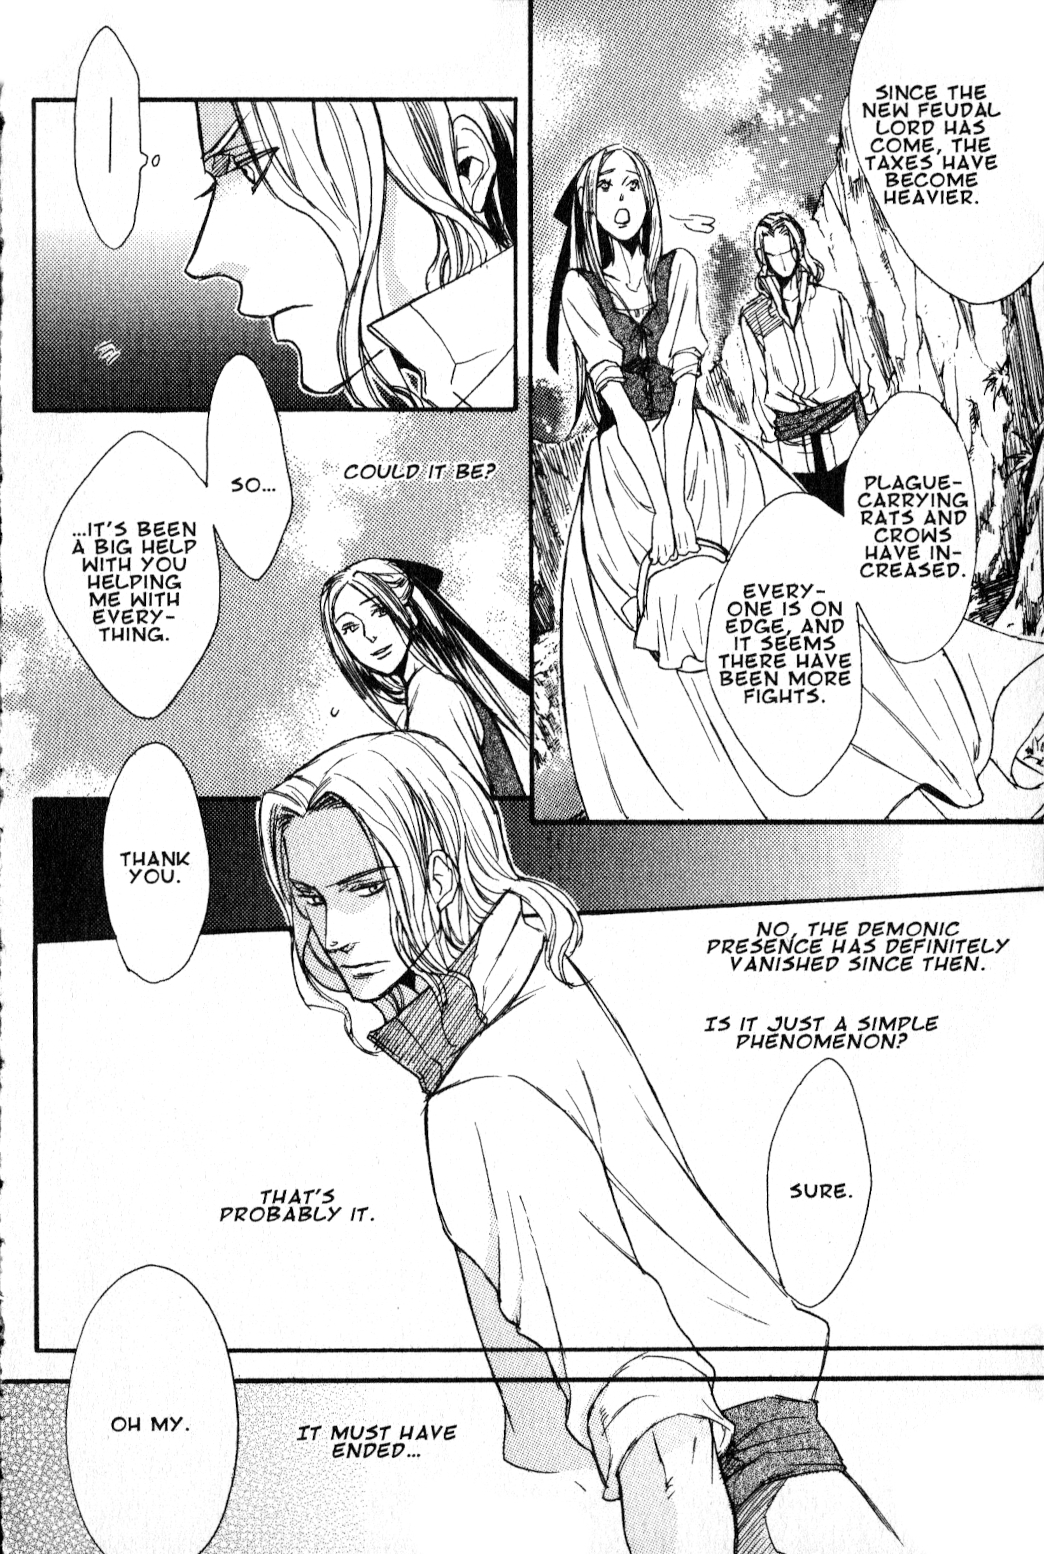 SINCE THE
NEW FEUDAL
LORD HAS
COME, THE
TAXES HAVE
BECOME
HEAVIER.
PLAGUE-
CARRYING
RATS AND
CROWS
HAVE IN-
CREASED.
EVERY-
ONE IS ON
EDGE, AND
IT SEEMS
THERE HAVE
BEEN MORE
FIGHTS.
COULD IT BE?
SO...
...IT'S BEEN
A BIG HELP
WITH YOU
HELPING
ME WITH
EVERY-
THING.
THANK
YOU.
NO, THE DEMONIC
PRESENCE HAS DEFINITELY
VANISHED SINCE THEN.
IS IT JUST A SIMPLE
PHENOMENON?
SURE.
THAT'S
PROBABLY IT.
IT MUST HAVE
ENDED...
OH MY.